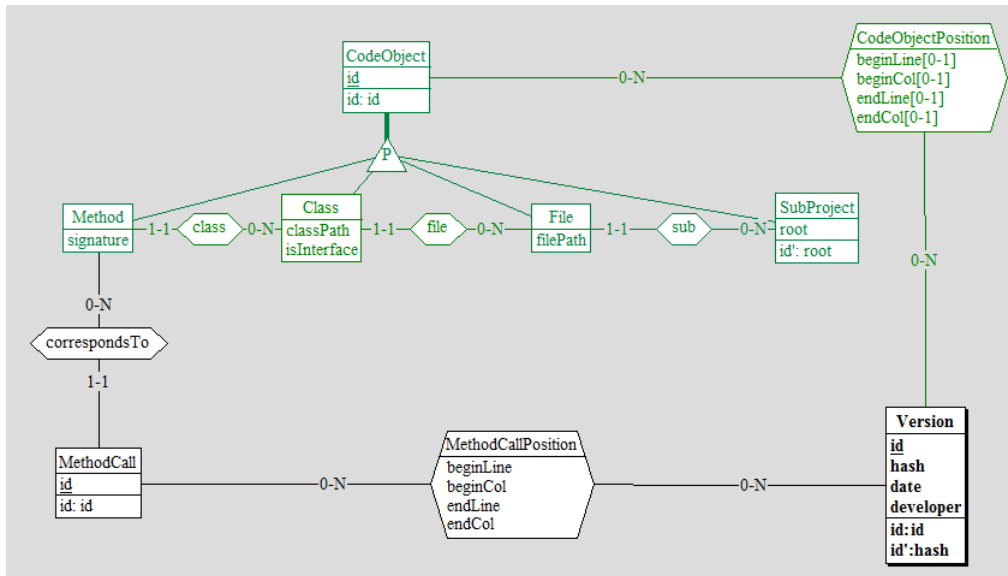 CodeObject
id
id: id
0-N
CodeObjectPosition
beginLine[0-1]
beginCol[0-1]
endLine[0-1]
endCol[0-1]
P
Method
signature
1-1
class
0-N
Class
classPath
isInterface
1-1
file
0-N
File
filePath
1-1
sub
0-N
SubProject
root
id': root
0-N
0-N
correspondsTo
1-1
MethodCall
id
id: id
0-N
MethodCallPosition
beginLine
beginCol
endLine
endCol
0-N
Version
id
hash
date
developer
id:id
id':hash